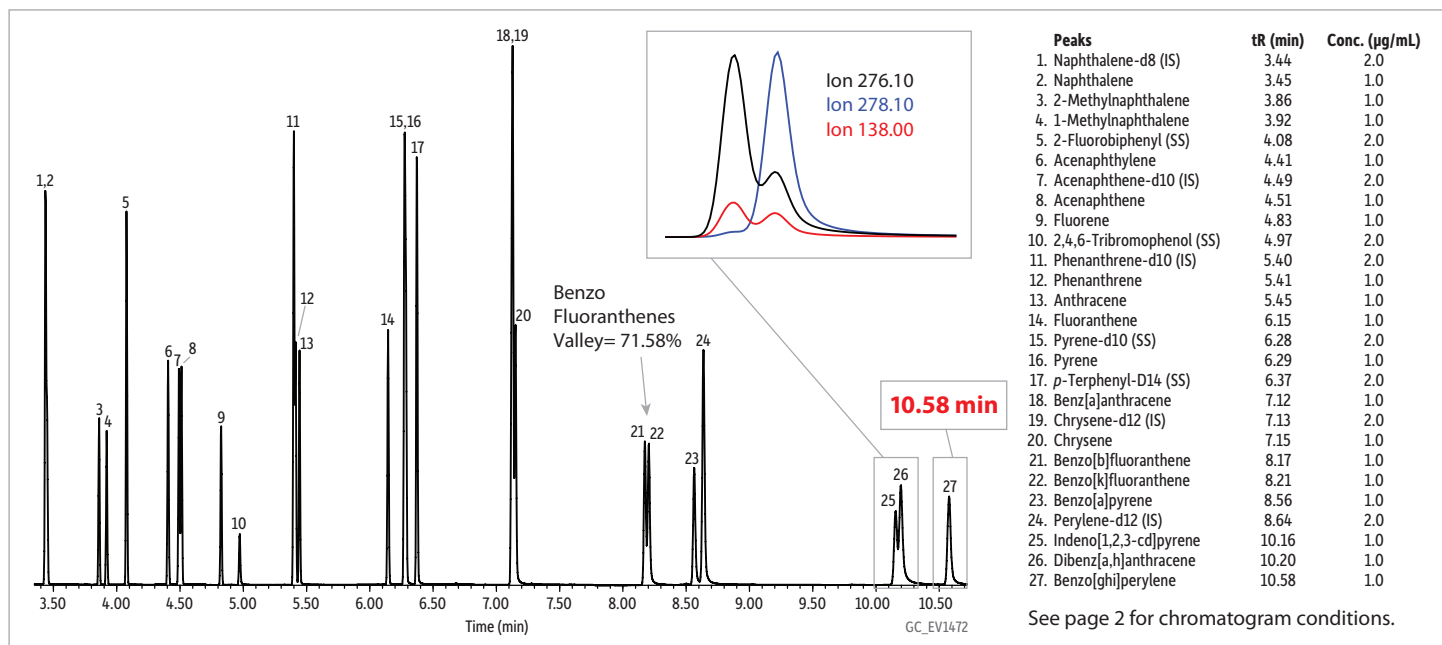 18,19
11
15,16
17
1,2
5
12
14
20
13
6
7
8
3
4
9
10
Benzo
Fluoranthenes
Valley= 71.58%
21
22
24
23
Ion 276.10
Ion 278.10
Ion 138.00
10.58 min
25
26
27
3.50 4.00 4.50 5.00 5.50 6.00 6.50 7.00 7.50 8.00 8.50 9.00 9.50 10.00 10.50
Time (min)
GC_EV1472
Peaks tR (min) Conc. (µg/mL)
1. Naphthalene-d8 (IS) 3.44 2.0
2. Naphthalene 3.45 1.0
3. 2-Methylnaphthalene 3.86 1.0
4. 1-Methylnaphthalene 3.92 1.0
5. 2-Fluorobiphenyl (SS) 4.08 2.0
6. Acenaphthylene 4.41 1.0
7. Acenaphthene-d10 (IS) 4.49 2.0
8. Acenaphthene 4.51 1.0
9. Fluorene 4.83 1.0
10. 2,4,6-Tribromophenol (SS) 4.97 2.0
11. Phenanthrene-d10 (IS) 5.40 2.0
12. Phenanthrene 5.41 1.0
13. Anthracene 5.45 1.0
14. Fluoranthene 6.15 1.0
15. Pyrene-d10 (SS) 6.28 2.0
16. Pyrene 6.29 1.0
17. p-Terphenyl-D14 (SS) 6.37 2.0
18. Benz[a]anthracene 7.12 1.0
19. Chrysene-d12 (IS) 7.13 2.0
20. Chrysene 7.15 1.0
21. Benzo[b]fluoranthene 8.17 1.0
22. Benzo[k]fluoranthene 8.21 1.0
23. Benzo[a]pyrene 8.56 1.0
24. Perylene-d12 (IS) 8.64 2.0
25. Indeno[1,2,3-cd]pyrene 10.16 1.0
26. Dibenz[a,h]anthracene 10.20 1.0
27. Benzo[ghi]perylene 10.58 1.0
See page 2 for chromatogram conditions.